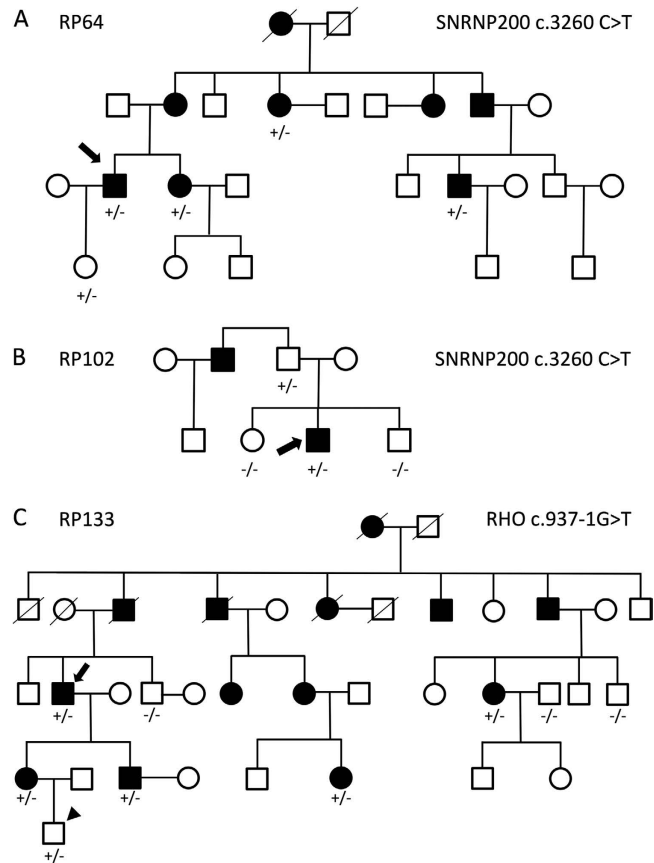 A RP64 SNRNP200 c.3260 C>T
+/-
+/- +/- +/-
+/-
B RP102 SNRNP200 c.3260 C>T
+/-
-/- +/- -/-
C RP133 RHO c.937-1G>T
+/- -/- +/- -/- -/-
+/- +/- +/-
+/-